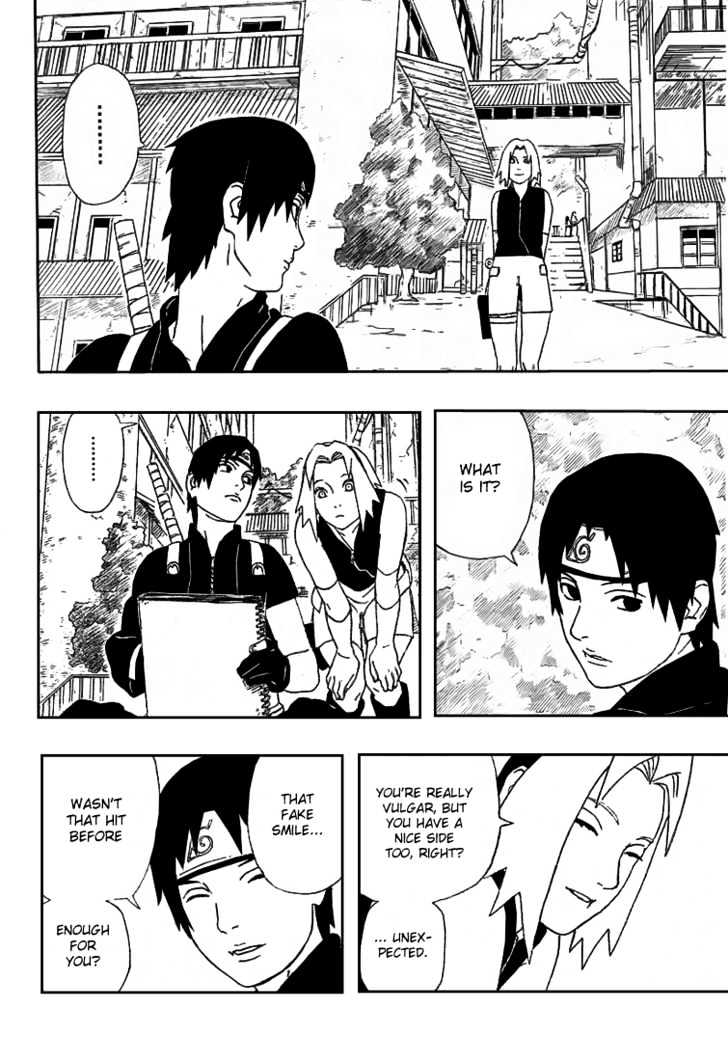 .........
WHAT
IS IT?
........
YOU'RE REALLY
VULGAR, BUT
YOU HAVE A
NICE SIDE
TOO, RIGHT?
... UNEX-
PECTED.
THAT
FAKE
SMILE...
WASN'T
THAT HIT
BEFORE
ENOUGH
FOR
YOU?